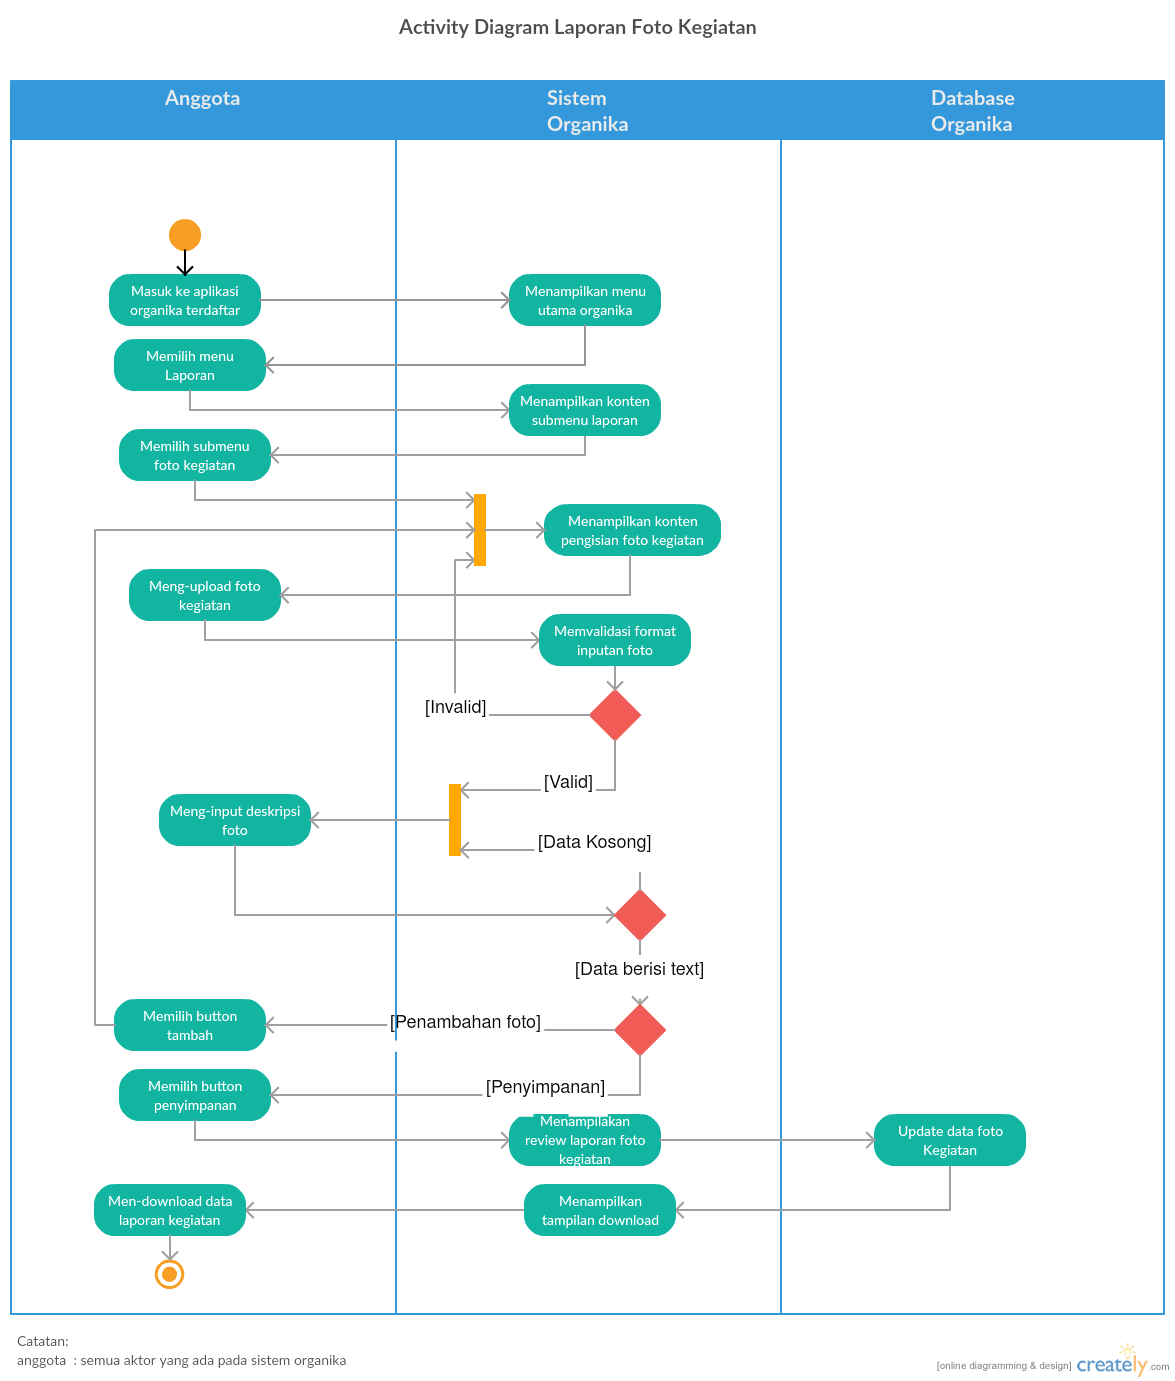 Activity Diagram Laporan Foto Kegiatan
Anggota
Sistem
Organika
Database
Organika
Masuk ke aplikasi
organika terdaftar
Menampilkan menu
utama organika
Memilih menu
Laporan
Menampilkan konten
submenu laporan
Memilih submenu
foto kegiatan
Menampilkan konten
pengisian foto kegiatan
Meng-upload foto
kegiatan
Memvalidasi format
inputan foto
[Invalid]
[Valid]
Meng-input deskripsi
foto
[Data Kosong]
[Data berisi text]
Memilih button
tambah
[Penambahan foto]
Memilih button
penyimpanan
[Penyimpanan]
Menampilakan
review laporan foto
kegiatan
Update data foto
Kegiatan
Men-download data
laporan kegiatan
Menampilkan
tampilan download
Catatan:
anggota : semua aktor yang ada pada sistem organika
[online diagramming & design] creately.com